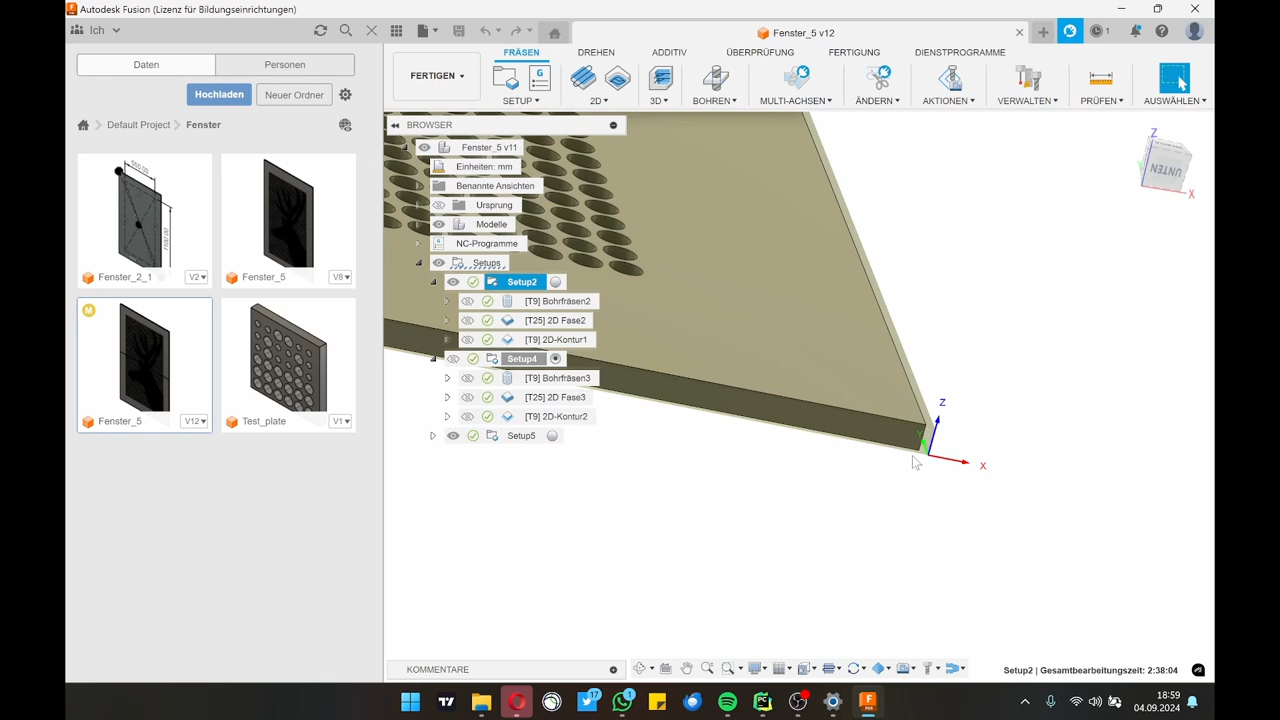 Autodesk Fusion (Lizenz für Bildungseinrichtungen)
Ich
Fenster_5 v12
1
Daten
Personen
Hochladen
Neuer Ordner
Default Project
Fenster
Fenster_2_1
V2
Fenster_5
V8
M
Fenster_5
V12
Test_plate
V1
FERTIGEN
FRÄSEN
DREHEN
ADDITIV
ÜBERPRÜFUNG
FERTIGUNG
DIENSTPROGRAMME
G
SETUP
2D
3D
BOHREN
MULTI-ACHSEN
ÄNDERN
AKTIONEN
VERWALTEN
PRÜFEN
AUSWÄHLEN
BROWSER
Fenster_5 v11
Einheiten: mm
Benannte Ansichten
Ursprung
Modelle
NC-Programme
Setups
Setup2
[T9] Bohrfräsen2
[T25] 2D Fase2
[T9] 2D-Kontur1
Setup4
[T9] Bohrfräsen3
[T25] 2D Fase3
[T9] 2D-Kontur2
Setup5
Z
UNTEN
X
Z
X
KOMMENTARE
Setup2 | Gesamtbearbeitungszeit: 2:38:04
17
1
PC
18:59
04.09.2024